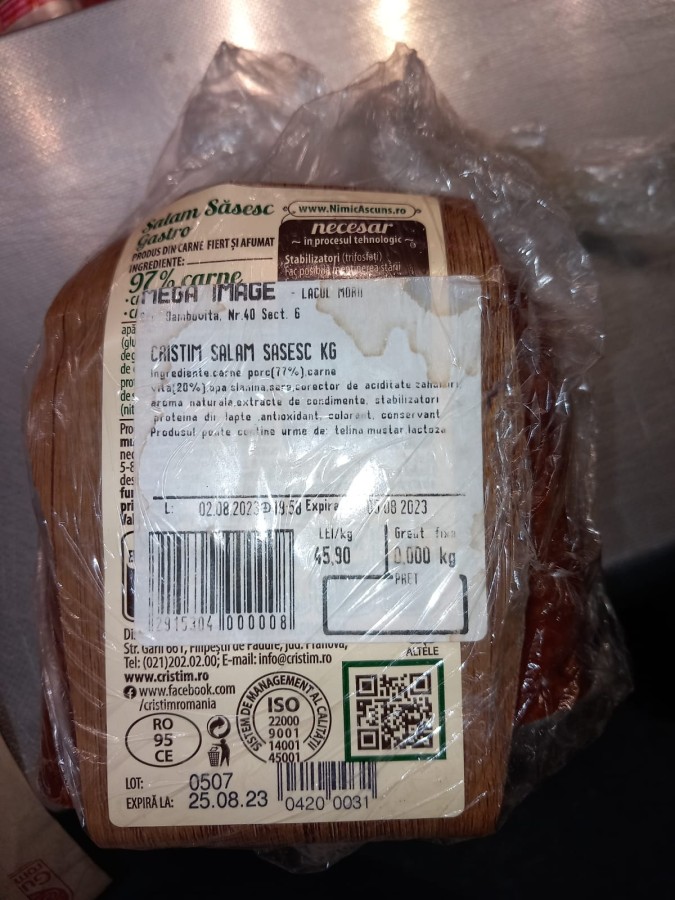 Salam Săsesc
Gastro
PRODUS DIN CARNE FIERT ȘI AFUMAT
INGREDIENTE:
97% carne
www.NimicAscuns.ro
necesar
~ in procesul tehnologic ~
Stabilizatori (trifosfați)
MEGA IMAGE - LACUL MORII
Dambovita, Nr.40 Sect. 6
CRISTIM SALAM SASESC KG
Ingrediente:carne porc(77%),carne
vita(20%),apa slanina,sare,corector de aciditate zaharuri
aroma naturala,extracte de condimente, stabilizatori
proteina din lapte ,antioxidant, colorant, conservant
Produsul poate contine urme de: telina mustar lactoza
L: 02.08.2023@19:50 Expira 08 2023
LEI/kg
45,90
Greut. fixa
0.000 kg
PRET
2915304 000008
Str. Gării 661, Filipeștii de Pădure, jud. Prahova,
Tel: (021)202.02.00; E-mail: info@cristim.ro
www.cristim.ro
www.facebook.com
/cristimromania
ALTELE
RO
95
CE
SISTEM DE MANAGEMENT AL CALITĂȚII
ISO
22000
9001
14001
45001
LOT: 0507
EXPIRĂ LA: 25.08.23
0420 0031